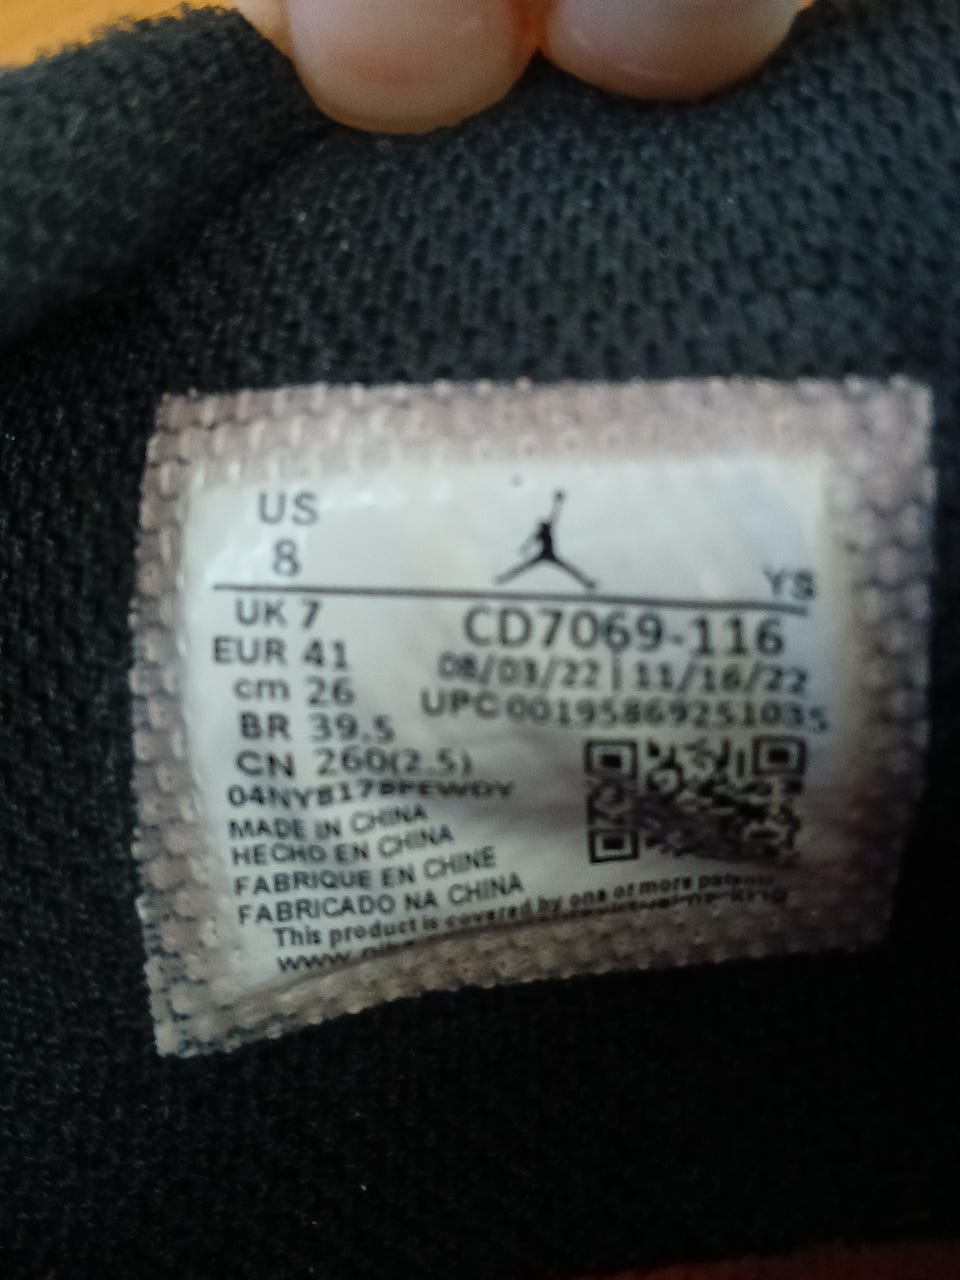 US
8
YS
UK 7
EUR 41
cm 26
BR 39.5
CN 260(2.5)
CD7069-116
08/03/22 | 11/16/22
UPC00195869251035
MADE IN CHINA
HECHO EN CHINA
FABRIQUE EN CHINE
FABRICADO NA CHINA
This product is covered by one or more patents